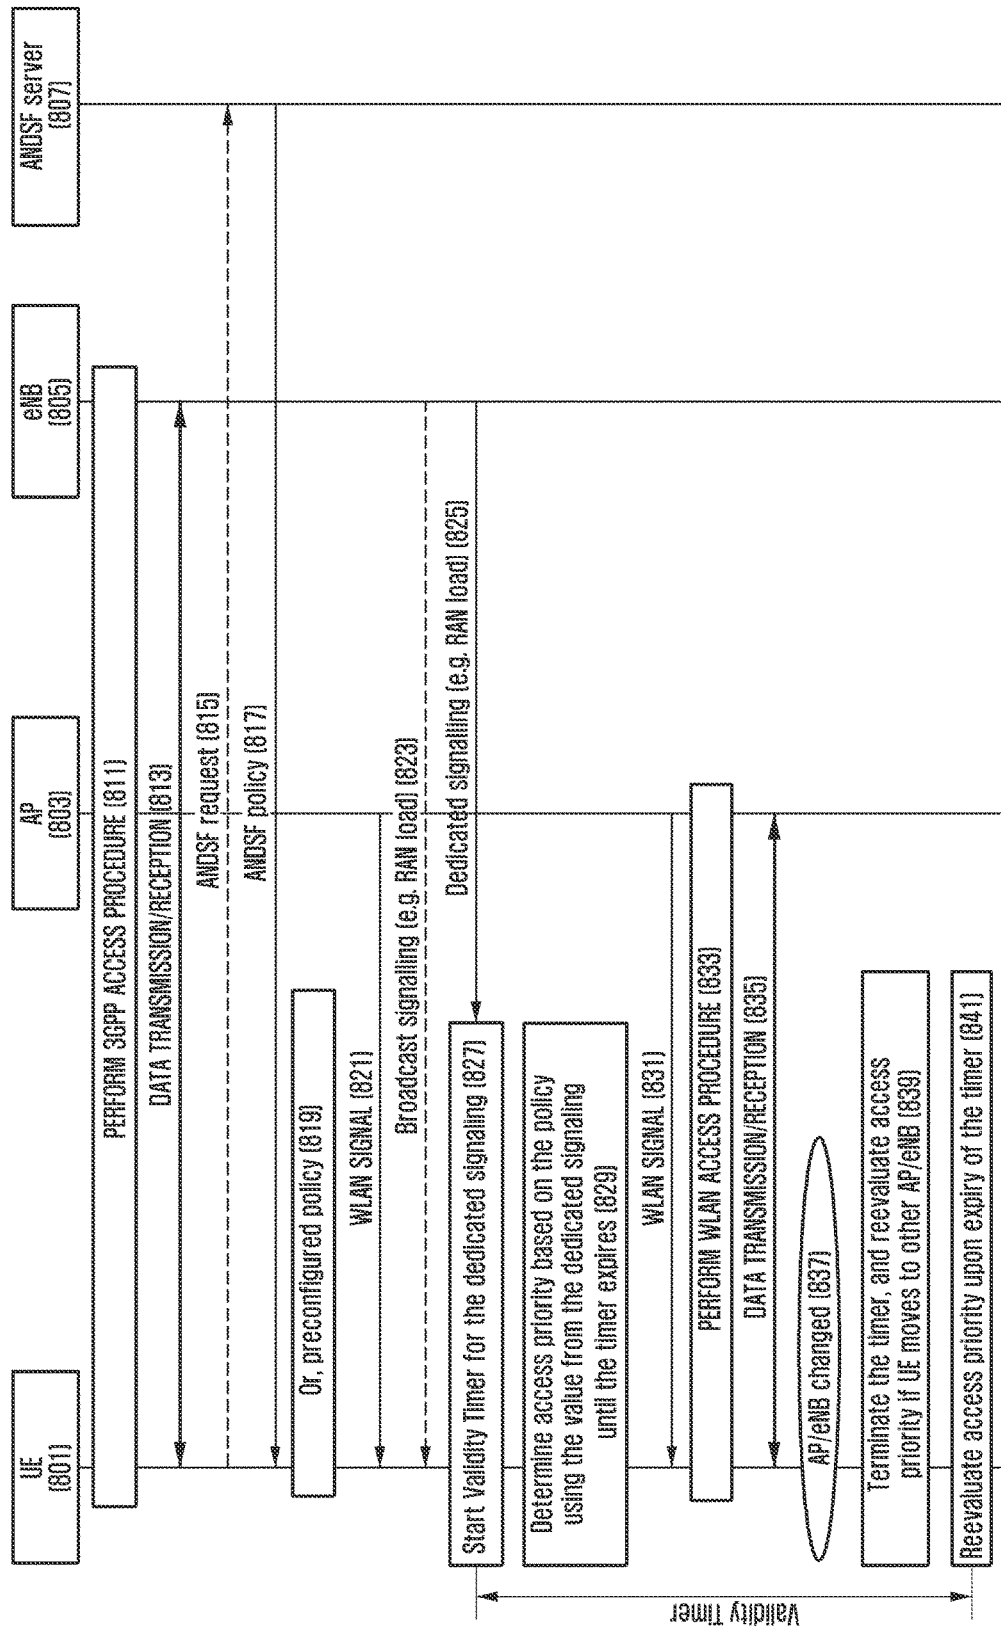 UE
(801)
AP
(803)
eNB
(805)
ANDSF server
(807)
PERFORM 3GPP ACCESS PROCEDURE (811)
DATA TRANSMISSION/RECEPTION (813)
ANDSF request (815)
ANDSF policy (817)
Or, preconfigured policy (819)
WLAN SIGNAL (821)
Broadcast signalling (e.g. RAN load) (823)
Dedicated signalling (e.g. RAN load) (825)
Start Validity Timer for the dedicated signaling (827)
Determine access priority based on the policy
using the value from the dedicated signaling
until the timer expires (829)
WLAN SIGNAL (831)
PERFORM WLAN ACCESS PROCEDURE (833)
DATA TRANSMISSION/RECEPTION (835)
AP/eNB changed (837)
Terminate the timer, and reevaluate access
priority if UE moves to other AP/eNB (839)
Reevaluate access priority upon expiry of the timer (841)
Validity Timer